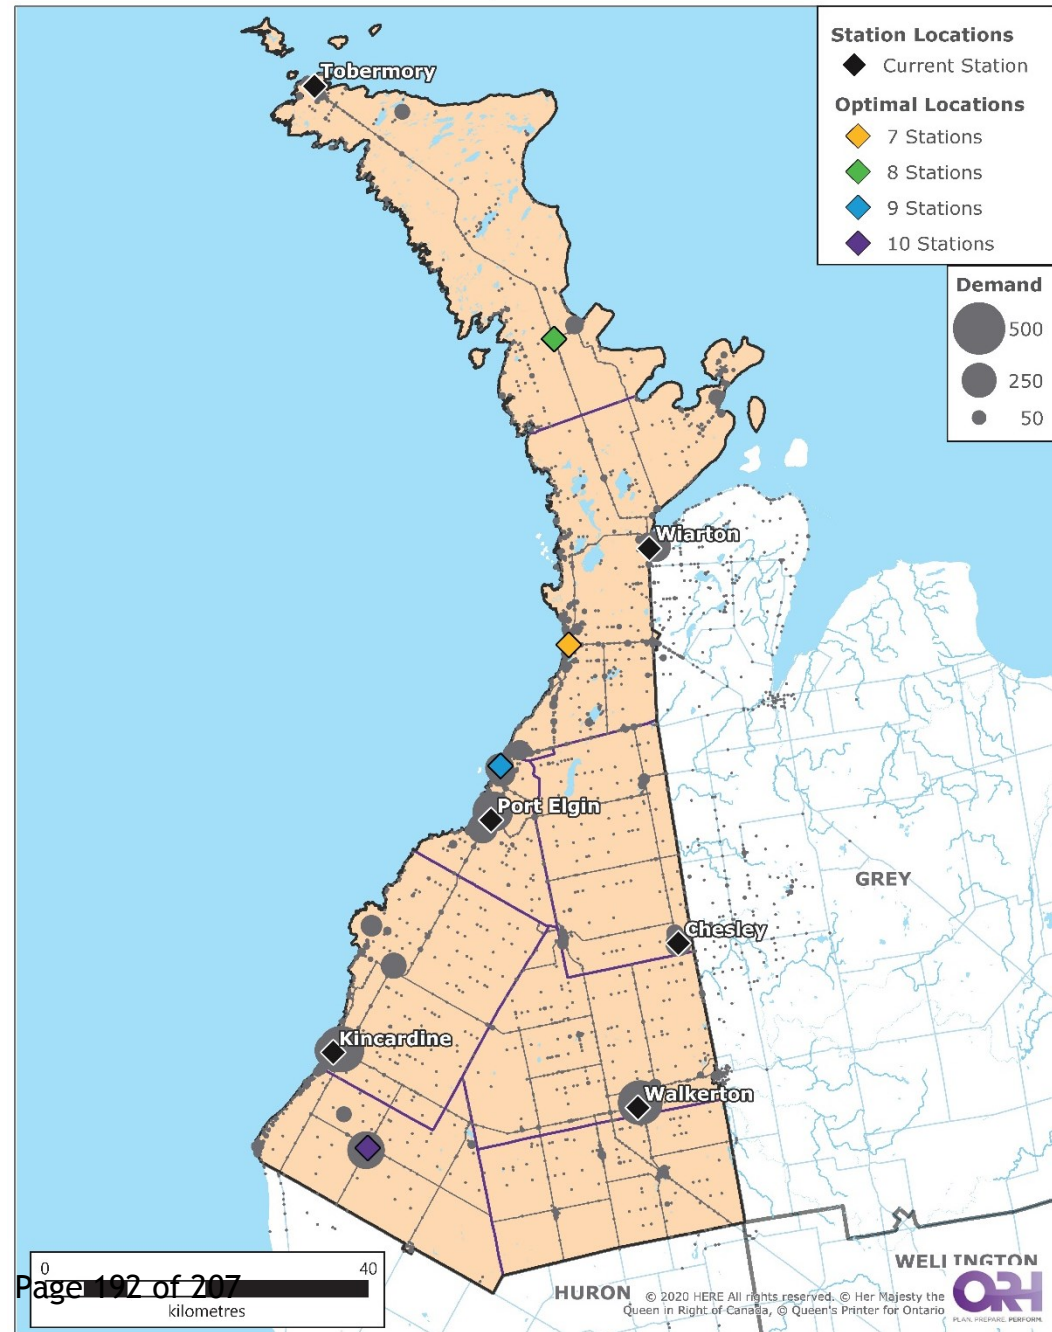 Station Locations
Current Station
Optimal Locations
7 Stations
8 Stations
9 Stations
10 Stations
Demand
500
250
50
Tobermory
Wiarton
Port Elgin
GREY
Chesley
Kincardine
Walkerton
0 40
kilometres
Page 192 of 207
HURON
WELLINGTON
© 2020 HERE All rights reserved. © Her Majesty the
Queen in Right of Canada, © Queen's Printer for Ontario
ORH
PLAN. PREPARE. PERFORM.